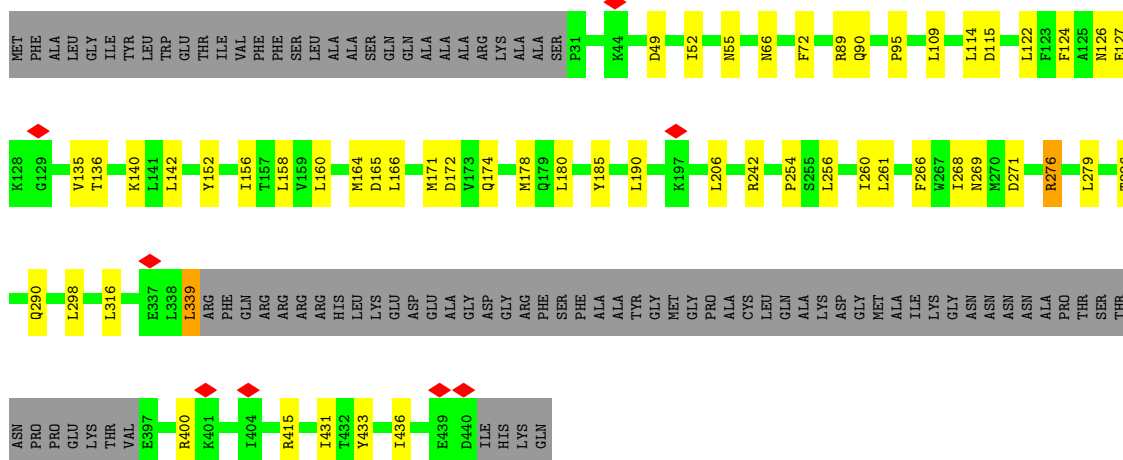 MET PHE ALA LEU GLY ILE TYR LEU TRP GLU THR ILE VAL PHE PHE SER LEU ALA ALA SER GLN GLN ALA ALA ALA ARG LYS ALA ALA SER P31 K44 D49 I52 N55 N66 F72 R89 Q90 P95 L109 L114 D115 L122 F123 F124 A125 N126 E127
K128 G129 V135 T136 K140 L141 L142 Y152 I156 T157 L158 V159 L160 M164 D165 L166 M171 D172 V173 Q174 M178 Q179 L180 Y185 L190 K197 L206 R242 P254 S255 L256 I260 L261 F266 W267 I268 N269 M270 D271 R276 L279
Q290 L298 L316 E337 L338 L339 ARG PHE GLN ARG ARG ARG ARG HIS LEU LYS GLU ASP GLU ALA GLY ASP GLY ARG PHE SER PHE ALA ALA TYR GLY MET GLY PRO ALA CYS LEU GLN ALA LYS ASP GLY MET ALA ILE LYS GLY ASN ASN ASN ASN ALA PRO THR SER THR
ASN PRO PRO GLU LYS THR VAL E397 R400 K401 I404 R415 I431 T432 Y433 I436 E439 D440 ILE HIS LYS GLN